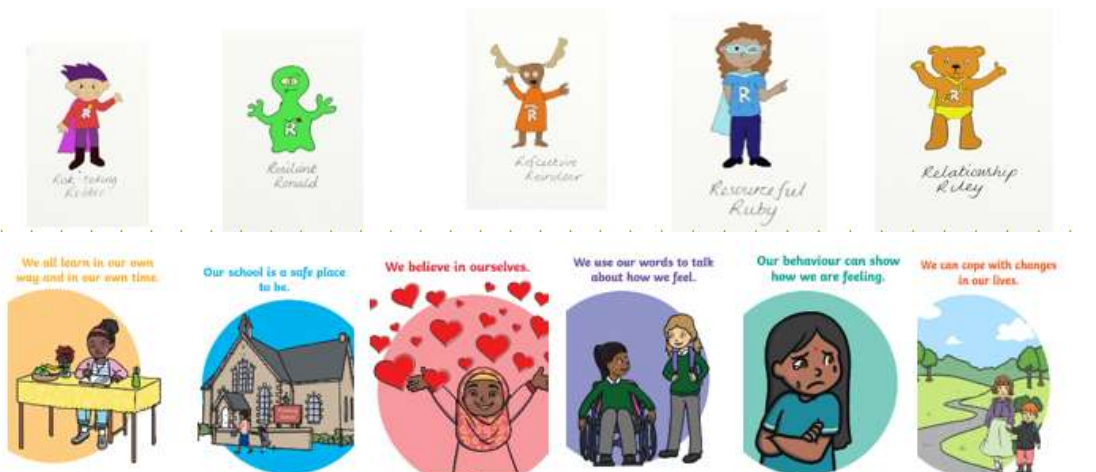 R
R
R
R
R
Risk-taking
Resilient
Ronald
Reflective
Reindeer
Resourceful
Ruby
Relationship
Riley
We all learn in our own
way and in our own time.
Our school is a safe place
to be.
We believe in ourselves.
We use our words to talk
about how we feel.
Our behaviour can show
how we are feeling.
We can cope with changes
in our lives.